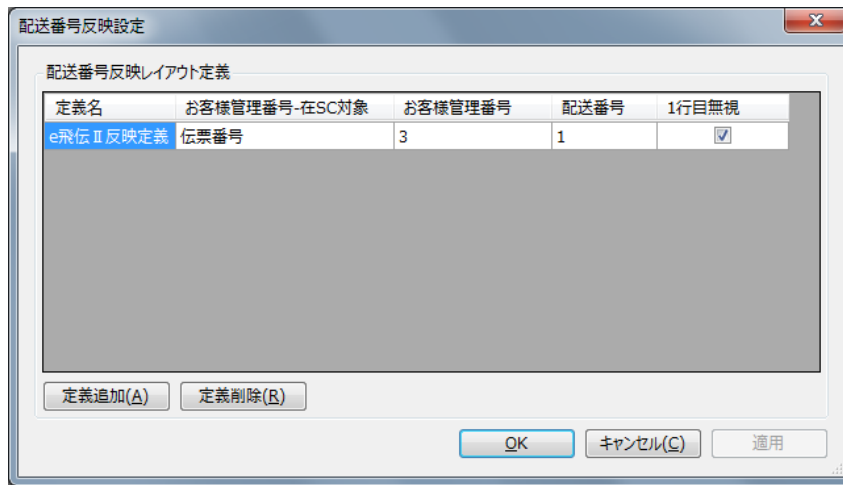 配送番号反映設定
配送番号反映レイアウト定義
定義名 お客様管理番号-在SC対象 お客様管理番号 配送番号 1行目無視
e飛伝Ⅱ反映定義 伝票番号 3 1
定義追加(A) 定義削除(R)
OK キャンセル(C) 適用